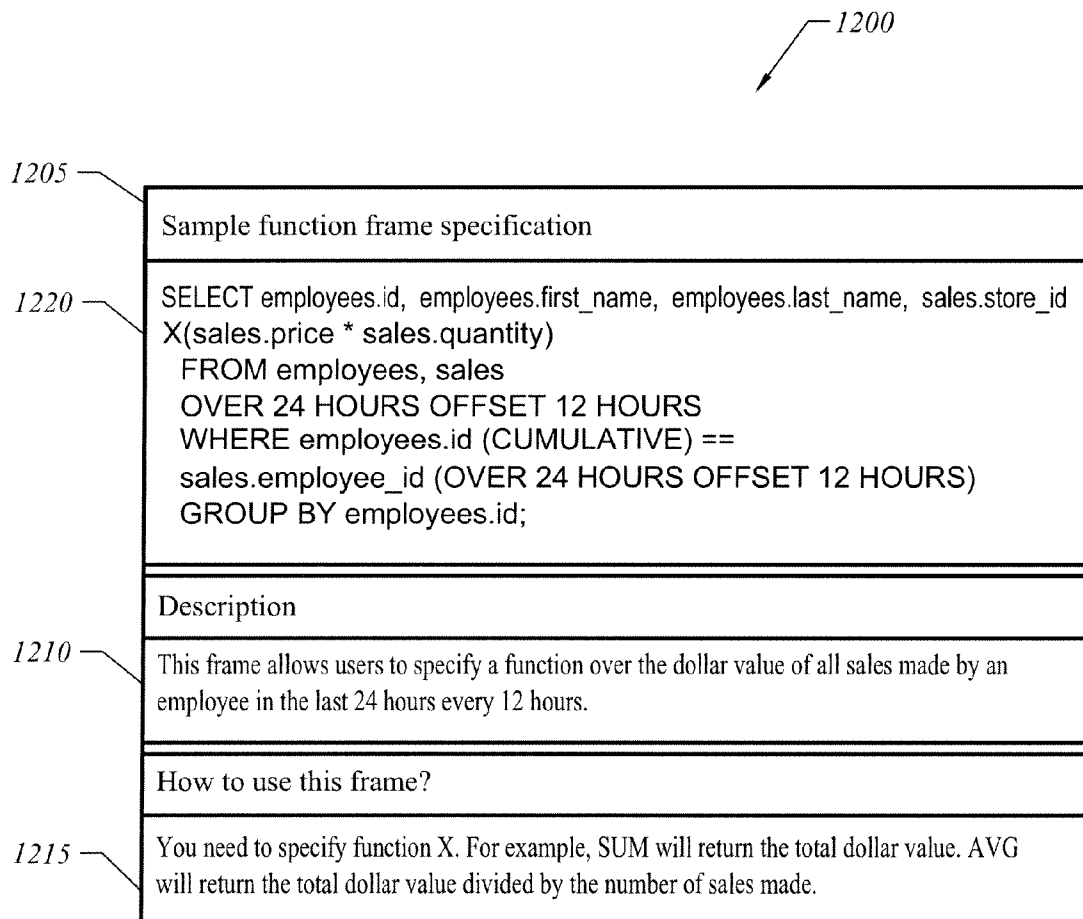 1200
1205
Sample function frame specification
1220
SELECT employees.id, employees.first_name, employees.last_name, sales.store_id
X(sales.price * sales.quantity)
FROM employees, sales
OVER 24 HOURS OFFSET 12 HOURS
WHERE employees.id (CUMULATIVE) ==
sales.employee_id (OVER 24 HOURS OFFSET 12 HOURS)
GROUP BY employees.id;
Description
1210
This frame allows users to specify a function over the dollar value of all sales made by an
employee in the last 24 hours every 12 hours.
How to use this frame?
1215
You need to specify function X. For example, SUM will return the total dollar value. AVG
will return the total dollar value divided by the number of sales made.